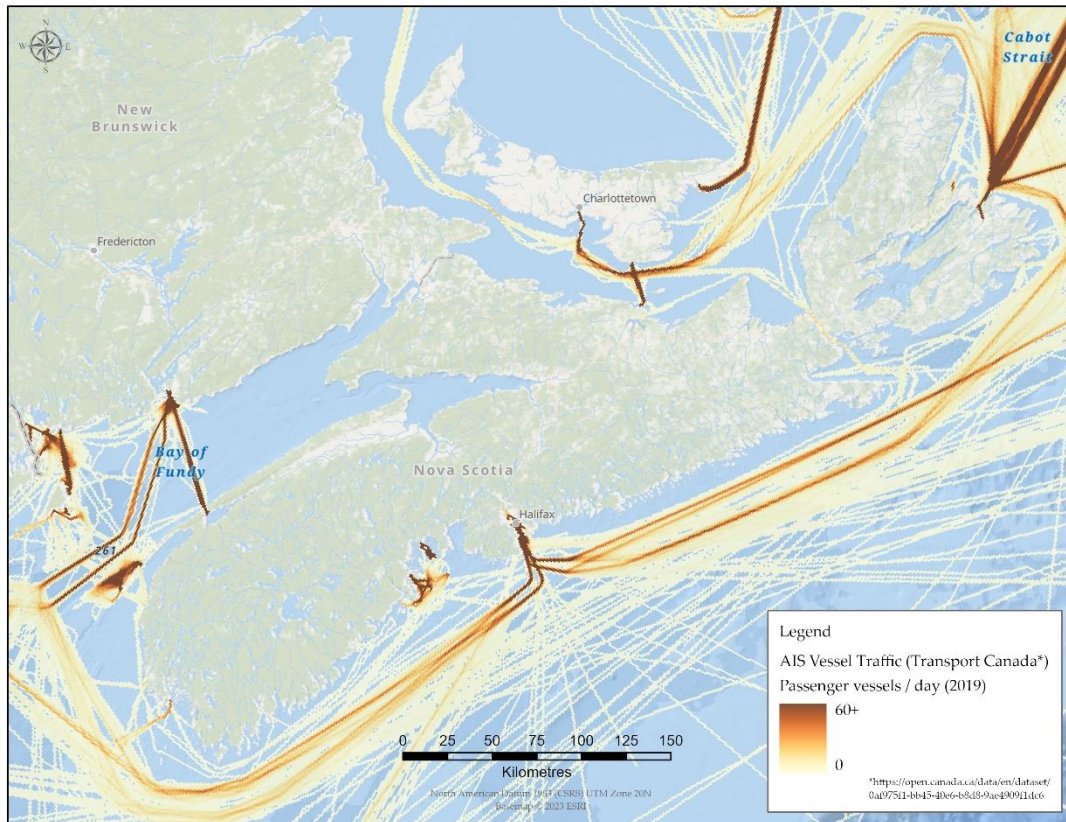 N
W E
S
Cabot
Strait
New
Brunswick
Charlottetown
Fredericton
Bay of
Fundy
Nova Scotia
Halifax
261
Legend
AIS Vessel Traffic (Transport Canada*)
Passenger vessels / day (2019)
60+
0
*https://open.canada.ca/data/en/dataset/
0af975f1-bb45-40e6-b8d8-9ae4909f1dc6
0 25 50 75 100 125 150
Kilometres
North American Datum 1983 (CSRS) UTM Zone 20N
Basemap © 2023 ESRI